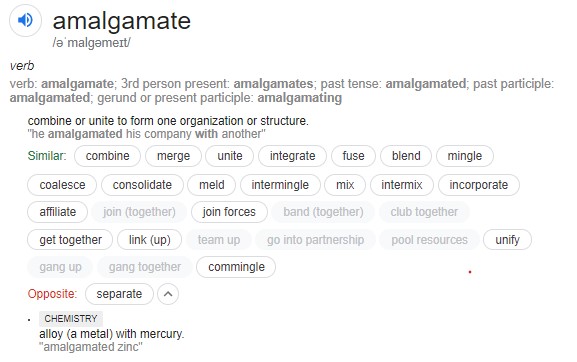 amalgamate
/əˈmalɡəmeɪt/
verb
verb: amalgamate; 3rd person present: amalgamates; past tense: amalgamated; past participle:
amalgamated; gerund or present participle: amalgamating
combine or unite to form one organization or structure.
"he amalgamated his company with another"
Similar: combine merge unite integrate fuse blend mingle
coalesce consolidate meld intermingle mix intermix incorporate
affiliate join (together) join forces band (together) club together
get together link (up) team up go into partnership pool resources unify
gang up gang together commingle
Opposite: separate
CHEMISTRY
alloy (a metal) with mercury.
"amalgamated zinc"